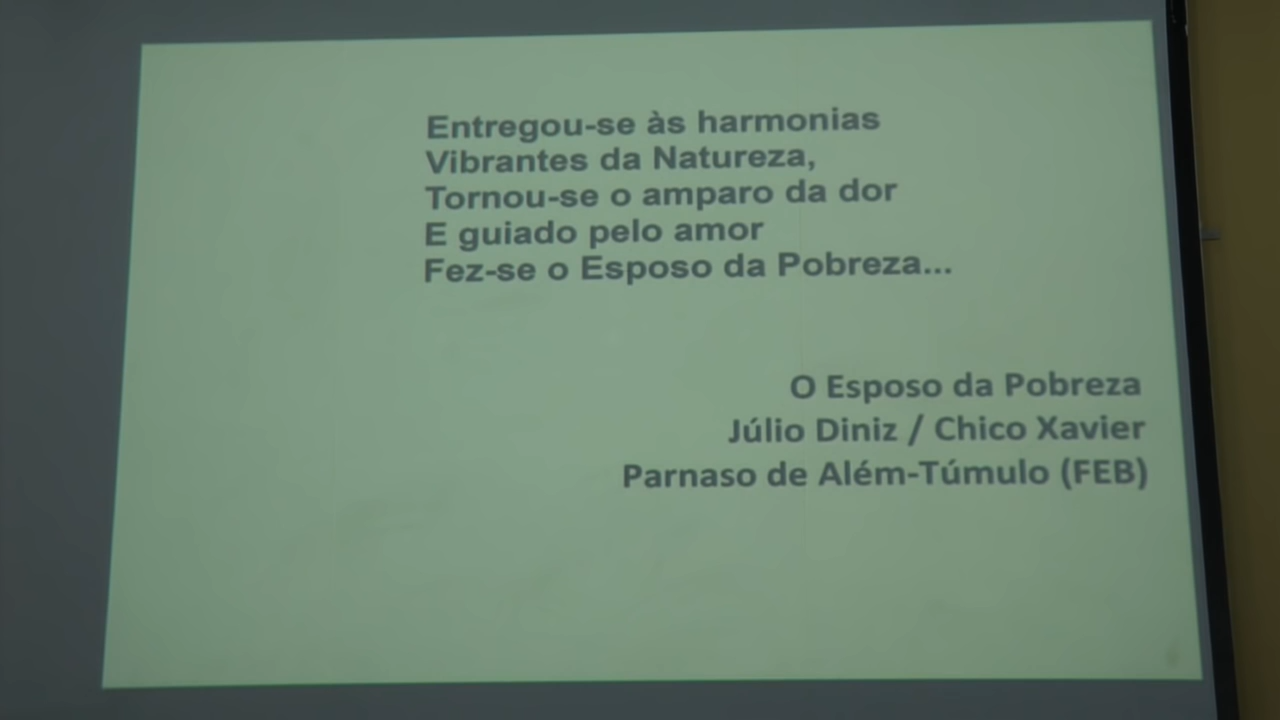 Entregou-se às harmonias
Vibrantes da Natureza,
Tornou-se o amparo da dor
E guiado pelo amor
Fez-se o Esposo da Pobreza...
O Esposo da Pobreza
Júlio Diniz / Chico Xavier
Parnaso de Além-Túmulo (FEB)